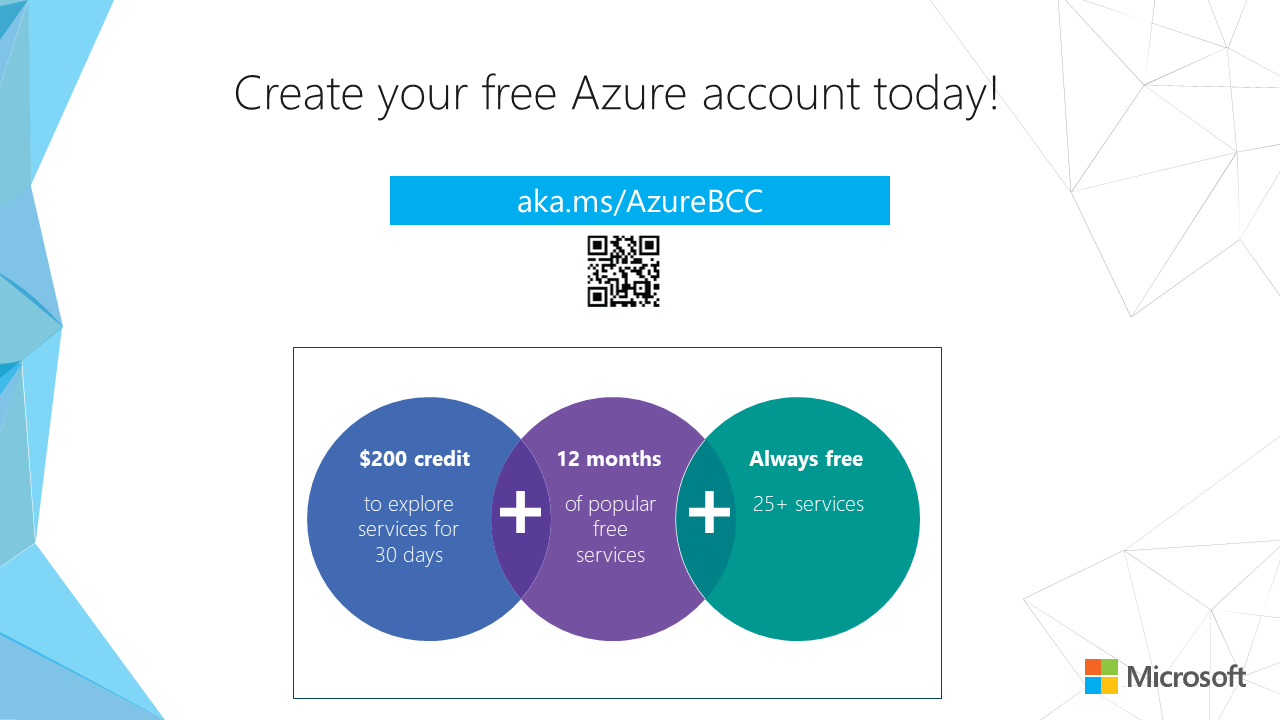 Create your free Azure account today!
aka.ms/AzureBCC
$200 credit
to explore
services for
30 days
+
12 months
of popular
free
services
+
Always free
25+ services
Microsoft